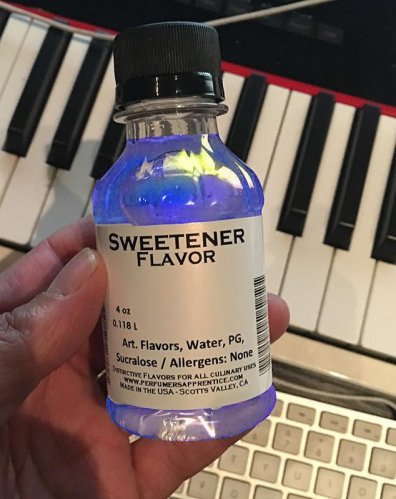 SWEETENER
FLAVOR
4 oz
0.118 L
Art. Flavors, Water, PG,
Sucralose / Allergens: None
DISTINCTIVE FLAVORS FOR ALL CULINARY USES
WWW.PERFUMERSAPPRENTICE.COM
MADE IN THE USA - SCOTTS VALLEY, CA